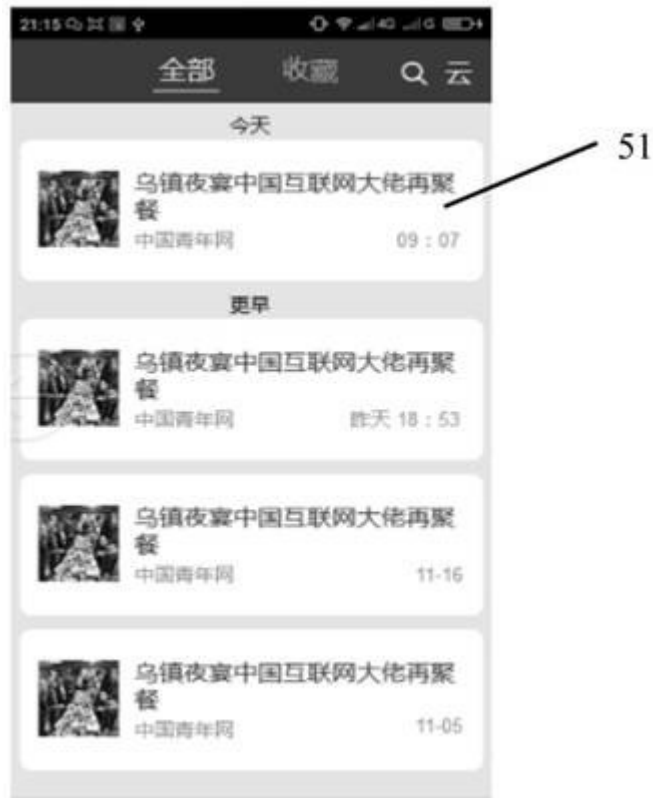 21:15 4G G
全部 收藏 云
今天
51
乌镇夜宴中国互联网大佬再聚
餐
中国青年网 09：07
更早
乌镇夜宴中国互联网大佬再聚
餐
中国青年网 昨天 18：53
乌镇夜宴中国互联网大佬再聚
餐
中国青年网 11-16
乌镇夜宴中国互联网大佬再聚
餐
中国青年网 11-05